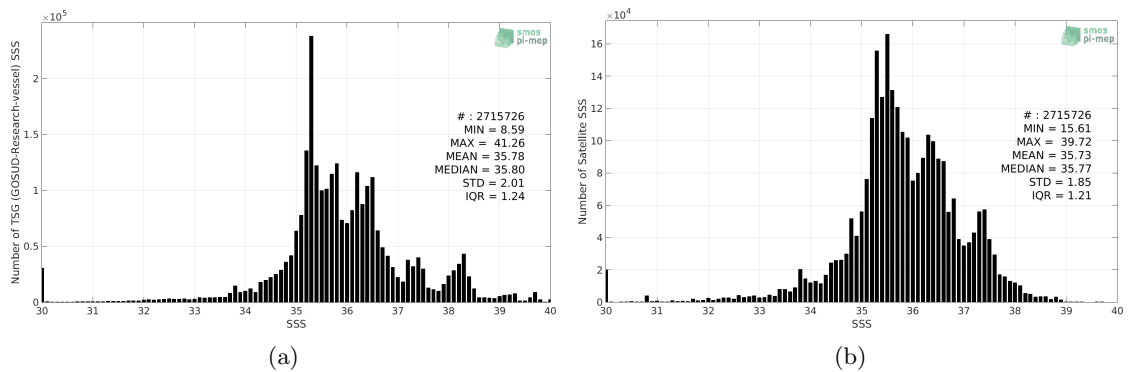 ×10⁵
smos
pi-mep
Number of TSG (GOSUD-Research-vessel) SSS
2
1.5
1
0.5
0
# : 2715726
MIN = 8.59
MAX = 41.26
MEAN = 35.78
MEDIAN = 35.80
STD = 2.01
IQR = 1.24
30 31 32 33 34 35 36 37 38 39 40
SSS
(a)
×10⁴
smos
pi-mep
Number of Satellite SSS
16
14
12
10
8
6
4
2
0
# : 2715726
MIN = 15.61
MAX = 39.72
MEAN = 35.73
MEDIAN = 35.77
STD = 1.85
IQR = 1.21
30 31 32 33 34 35 36 37 38 39 40
SSS
(b)